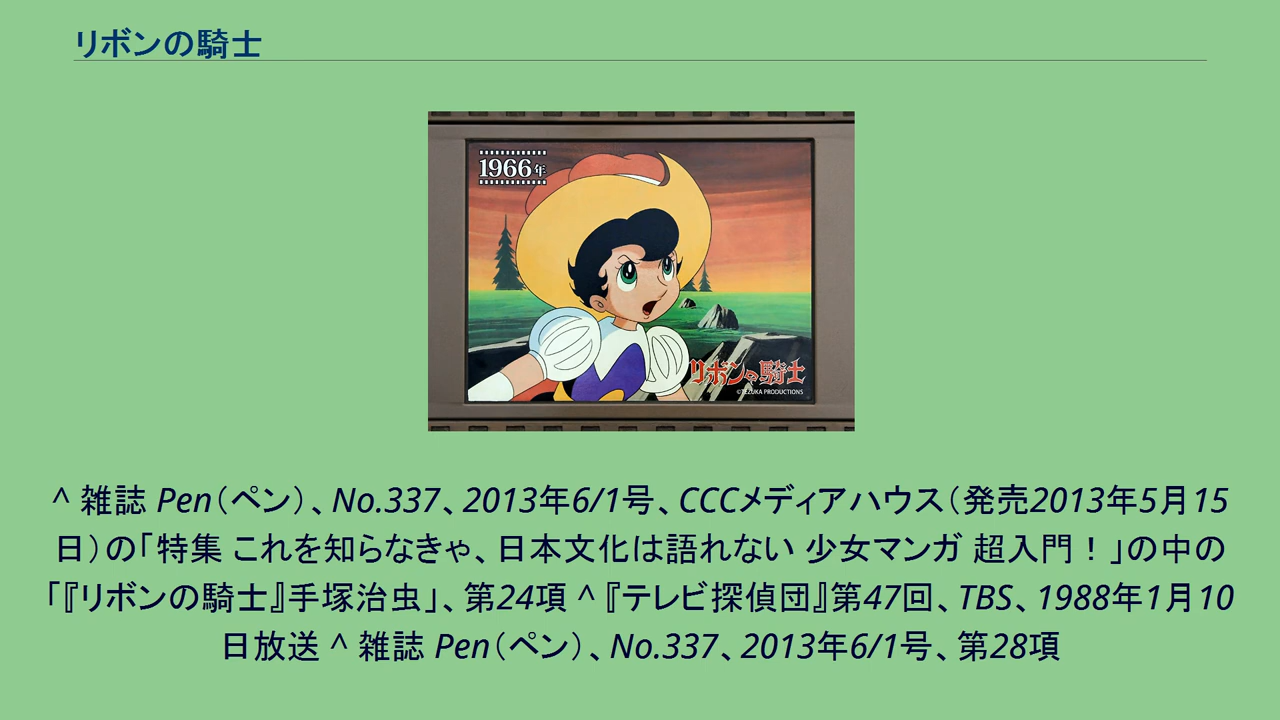 リボンの騎士
1966年
リボンの騎士
©TEZUKA PRODUCTIONS
^ 雑誌 Pen（ペン）、No.337、2013年6/1号、CCCメディアハウス（発売2013年5月15
日）の「特集 これを知らなきゃ、日本文化は語れない 少女マンガ 超入門！」の中の
「『リボンの騎士』手塚治虫」、第24項 ^ 『テレビ探偵団』第47回、TBS、1988年1月10
日放送 ^ 雑誌 Pen（ペン）、No.337、2013年6/1号、第28項